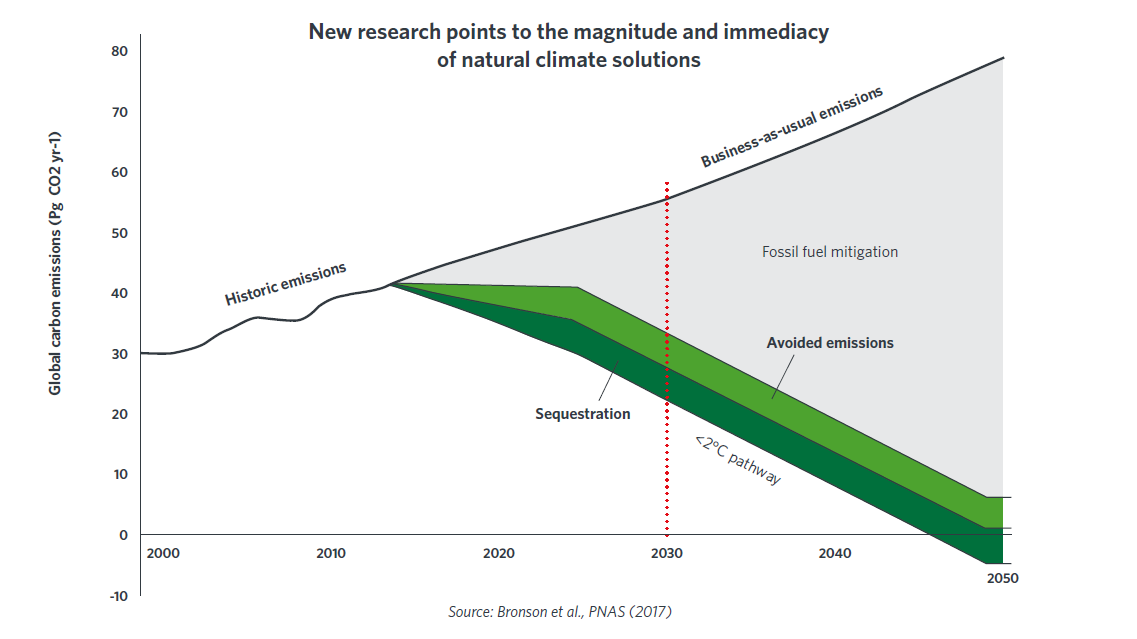 New research points to the magnitude and immediacy
of natural climate solutions
Global carbon emissions (Pg CO2 yr-1)
80
70
60
50
40
30
20
10
0
-10
Historic emissions
Business-as-usual emissions
Fossil fuel mitigation
Avoided emissions
Sequestration
<2°C pathway
2000
2010
2020
2030
2040
2050
Source: Bronson et al., PNAS (2017)